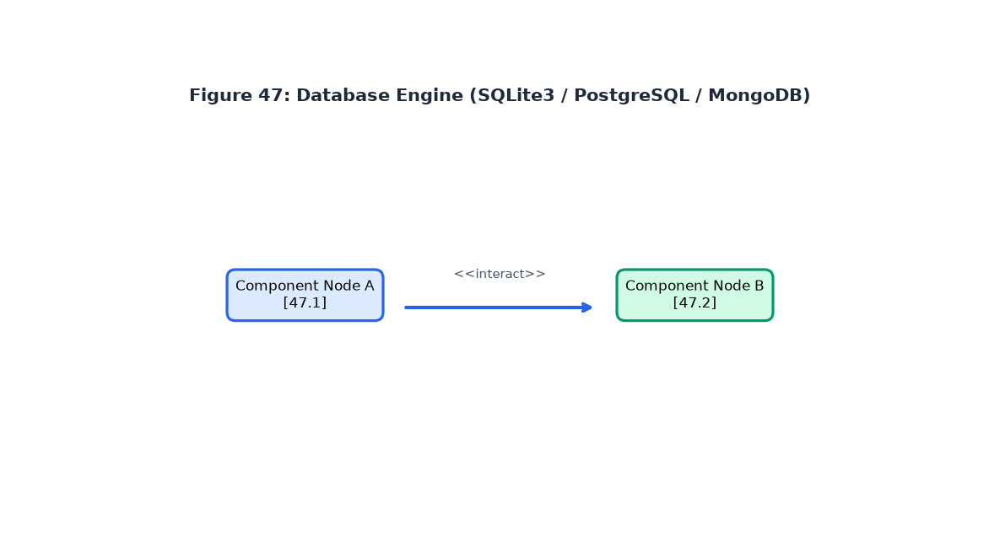 Figure 47: Database Engine (SQLite3 / PostgreSQL / MongoDB)
<<interact>>
Component Node A
[47.1]
Component Node B
[47.2]